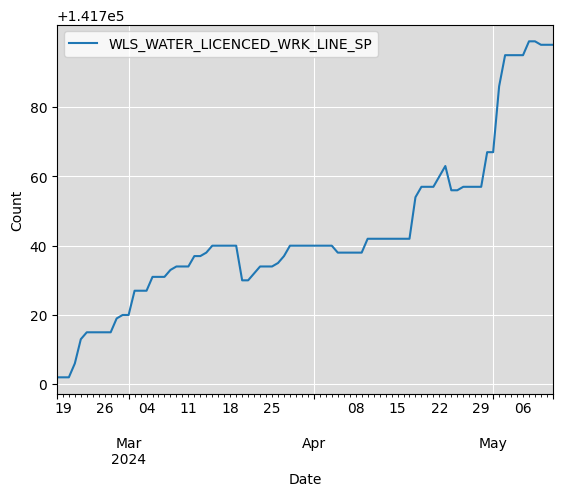 +1.417e5
WLS_WATER_LICENCED_WRK_LINE_SP
80
60
40
20
0
Count
19 26 04 11 18 25 08 15 22 29 06
Mar Apr May
2024
Date